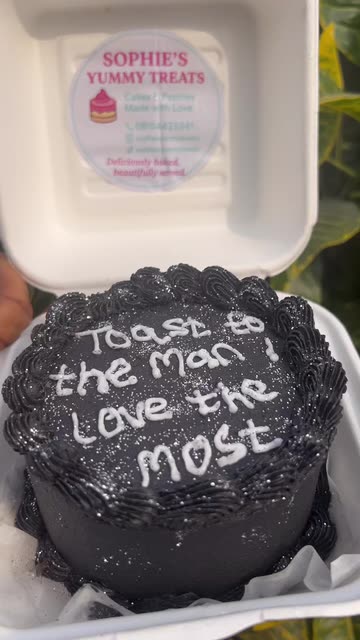 SOPHIE'S
YUMMY TREATS
Cakes & Pastries
Made with Love
Deliciously baked,
beautifully served.
Toast to
the Man I
Love the
Most